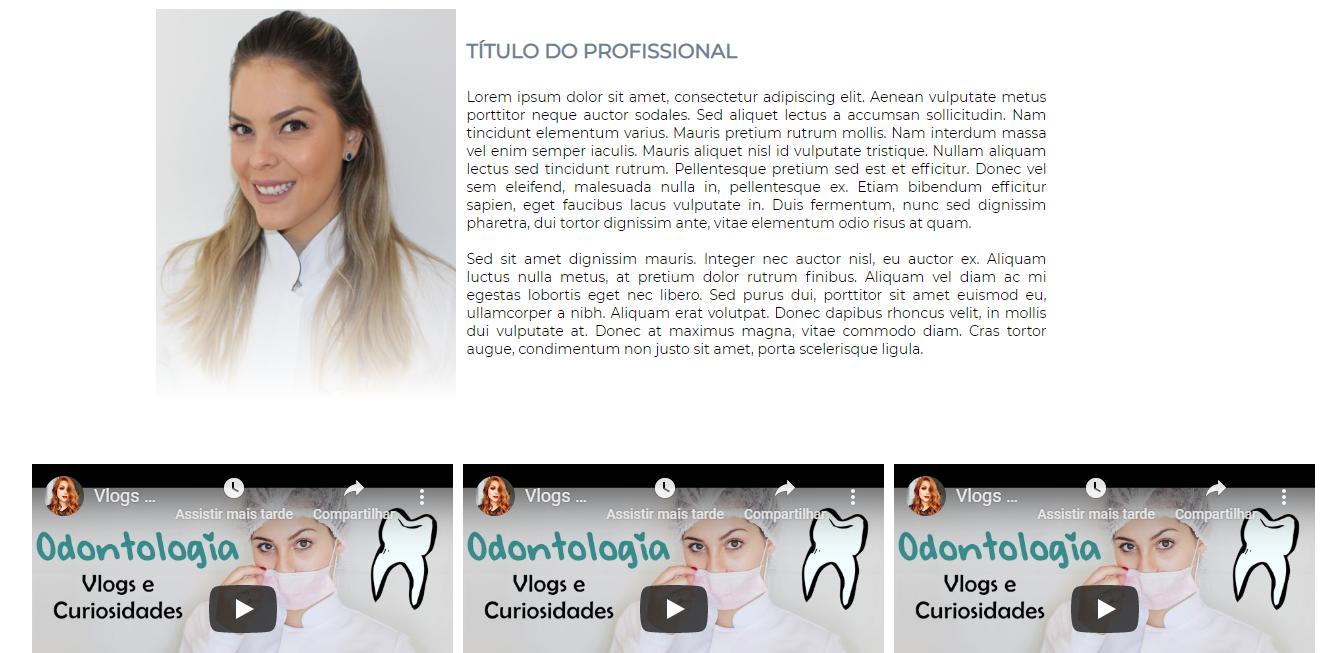 TÍTULO DO PROFISSIONAL
Lorem ipsum dolor sit amet, consectetur adipiscing elit. Aenean vulputate metus
porttitor neque auctor sodales. Sed aliquet lectus a accumsan sollicitudin. Nam
tincidunt elementum varius. Mauris pretium rutrum mollis. Nam interdum massa
vel enim semper iaculis. Mauris aliquet nisl id vulputate tristique. Nullam aliquam
lectus sed tincidunt rutrum. Pellentesque pretium sed est et efficitur. Donec vel
sem eleifend, malesuada nulla in, pellentesque ex. Etiam bibendum efficitur
sapien, eget faucibus lacus vulputate in. Duis fermentum, nunc sed dignissim
pharetra, dui tortor dignissim ante, vitae elementum odio risus at quam.
Sed sit amet dignissim mauris. Integer nec auctor nisl, eu auctor ex. Aliquam
luctus nulla metus, at pretium dolor rutrum finibus. Aliquam vel diam ac mi
egestas lobortis eget nec libero. Sed purus dui, porttitor sit amet euismod eu,
ullamcorper a nibh. Aliquam erat volutpat. Donec dapibus rhoncus velit, in mollis
dui vulputate at. Donec at maximus magna, vitae commodo diam. Cras tortor
augue, condimentum non justo sit amet, porta scelerisque ligula.
Vlogs ...
Assistir mais tarde Compartilhar
Odontologia
Vlogs e
Curiosidades
Vlogs ...
Assistir mais tarde Compartilhar
Odontologia
Vlogs e
Curiosidades
Vlogs ...
Assistir mais tarde Compartilhar
Odontologia
Vlogs e
Curiosidades